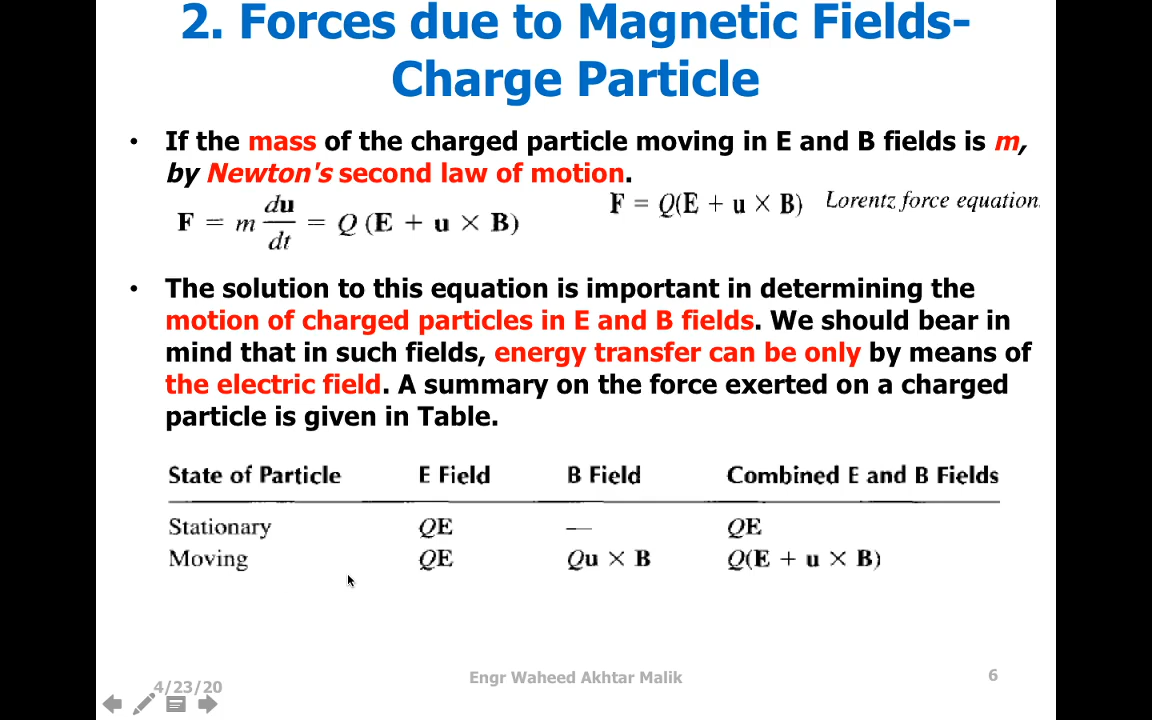 2. Forces due to Magnetic Fields-
Charge Particle
• If the mass of the charged particle moving in E and B fields is m,
by Newton's second law of motion.
F = m du/dt = Q (E + u × B)
F = Q(E + u × B) Lorentz force equation.
• The solution to this equation is important in determining the
motion of charged particles in E and B fields. We should bear in
mind that in such fields, energy transfer can be only by means of
the electric field. A summary on the force exerted on a charged
particle is given in Table.
State of Particle E Field B Field Combined E and B Fields
Stationary QE — QE
Moving QE Qu × B Q(E + u × B)
4/23/20 Engr Waheed Akhtar Malik 6